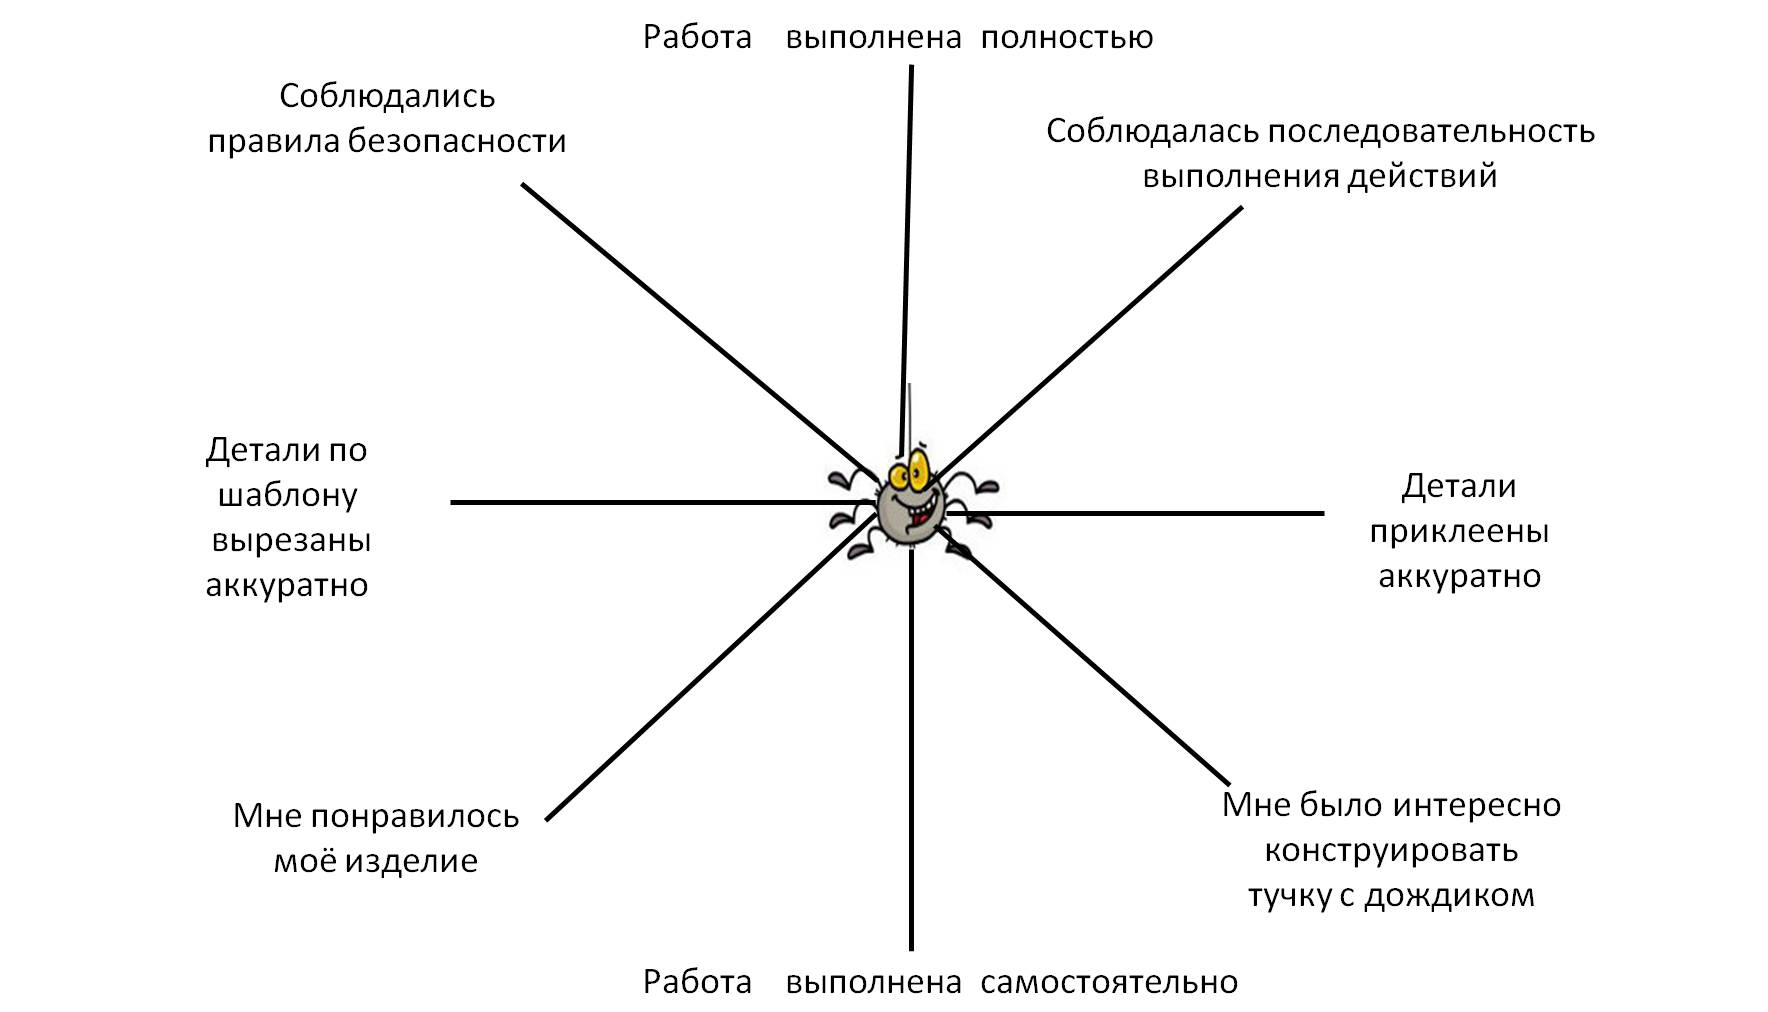 Работа выполнена полностью
Соблюдались
правила безопасности
Соблюдалась последовательность
выполнения действий
Детали по
шаблону
вырезаны
аккуратно
Детали
приклеены
аккуратно
Мне понравилось
моё изделие
Мне было интересно
конструировать
тучку с дождиком
Работа выполнена самостоятельно